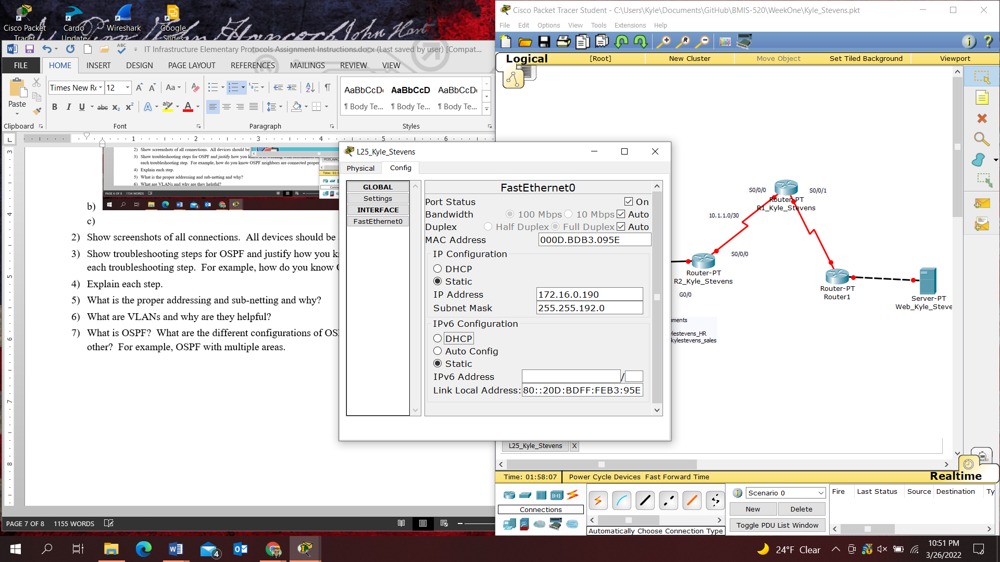 Cisco Packet
Tracer
Cardo
Update
Wireshark
Google
Slides
IT Infrastructure Elementary Protocols Assignment Instructions.docx (Last saved by user) [Compat...
FILE
HOME
INSERT
DESIGN
PAGE LAYOUT
REFERENCES
MAILINGS
REVIEW
VIEW
Paste
Times New Ro
12
AaBbCcDc
AaBbCcD
AaBbCcDc
¶ Body Te...
¶ Body Te...
¶ Body Te...
Clipboard
Font
Paragraph
Styles
2) Show screenshots of all connections. All devices should be
3) Show troubleshooting steps for OSPF and justify how you know it is working with screenshots of
each troubleshooting step. For example, how do you know OSPF neighbors are connected proper
4) Explain each step.
5) What is the proper addressing and sub-netting and why?
6) What are VLANs and why are they helpful?
PAGE 6 OF 8 1154 WORDS
b)
c)
2) Show screenshots of all connections. All devices should be
3) Show troubleshooting steps for OSPF and justify how you k
each troubleshooting step. For example, how do you know
4) Explain each step.
5) What is the proper addressing and sub-netting and why?
6) What are VLANs and why are they helpful?
7) What is OSPF? What are the different configurations of OS
other? For example, OSPF with multiple areas.
PAGE 7 OF 8 1155 WORDS
L25_Kyle_Stevens
Physical
Config
GLOBAL
Settings
INTERFACE
FastEthernet0
FastEthernet0
Port Status On
Bandwidth 100 Mbps 10 Mbps Auto
Duplex Half Duplex Full Duplex Auto
MAC Address 000D.BDB3.095E
IP Configuration
DHCP
Static
IP Address 172.16.0.190
Subnet Mask 255.255.192.0
IPv6 Configuration
DHCP
Auto Config
Static
IPv6 Address /
Link Local Address: 80::20D:BDFF:FEB3:95E
Cisco Packet Tracer Student - C:\Users\Kyle\Documents\GitHub\BMIS-520\WeekOne\Kyle_Stevens.pkt
File Edit Options View Tools Extensions Help
Logical
[Root]
New Cluster
Move Object
Set Tiled Background
Viewport
S0/0/0
S0/0/1
Router-PT
R1_Kyle_Stevens
10.1.1.0/30
S0/0/0
Router-PT
R2_Kyle_Stevens
G0/0
Router-PT
Router1
Server-PT
Web_Kyle_Steve
ments
lestevens_HR
kylestevens_sales
L25_Kyle_Stevens X
Time: 01:58:07
Power Cycle Devices Fast Forward Time
Realtime
Connections
Automatically Choose Connection Type
Scenario 0
New
Delete
Toggle PDU List Window
Fire Last Status Source Destination Ty
4
24°F Clear
10:51 PM
3/26/2022